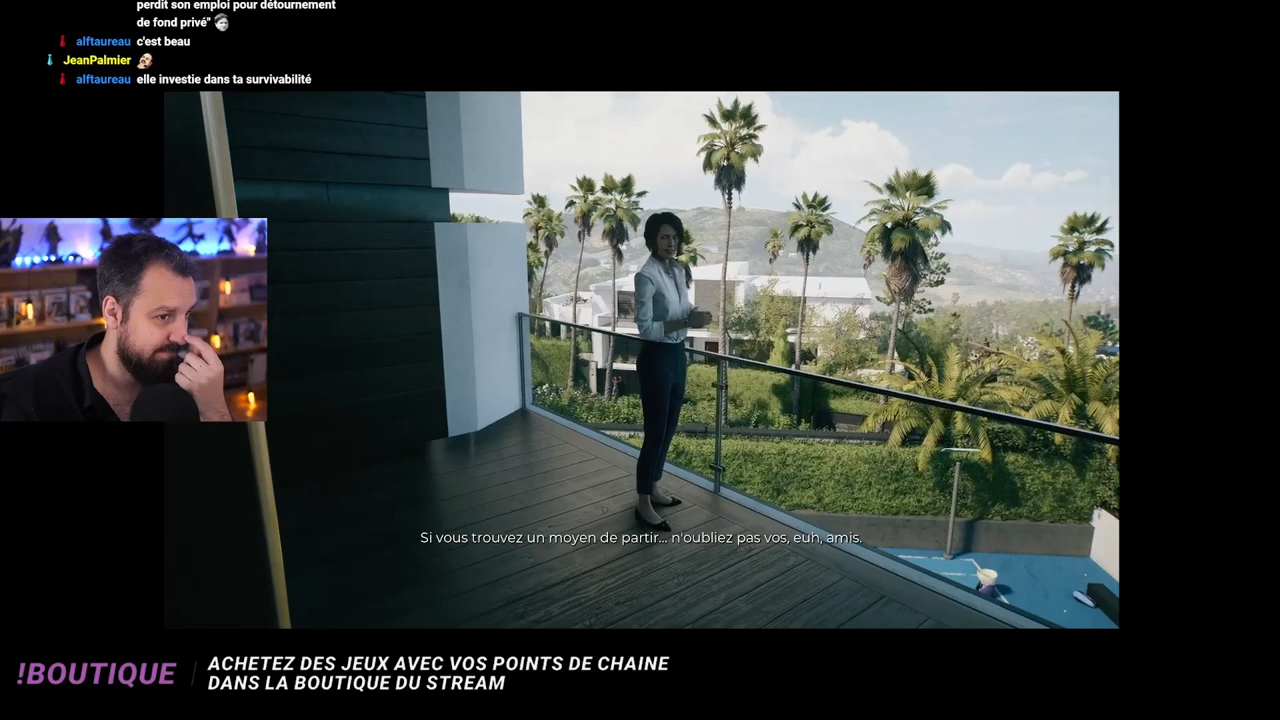 perdit son emploi pour détournement
de fond privé"
alftaureau c'est beau
JeanPalmier
alftaureau elle investie dans ta survivabilité
Si vous trouvez un moyen de partir... n'oubliez pas vos, euh, amis.
!BOUTIQUE
ACHETEZ DES JEUX AVEC VOS POINTS DE CHAINE
DANS LA BOUTIQUE DU STREAM